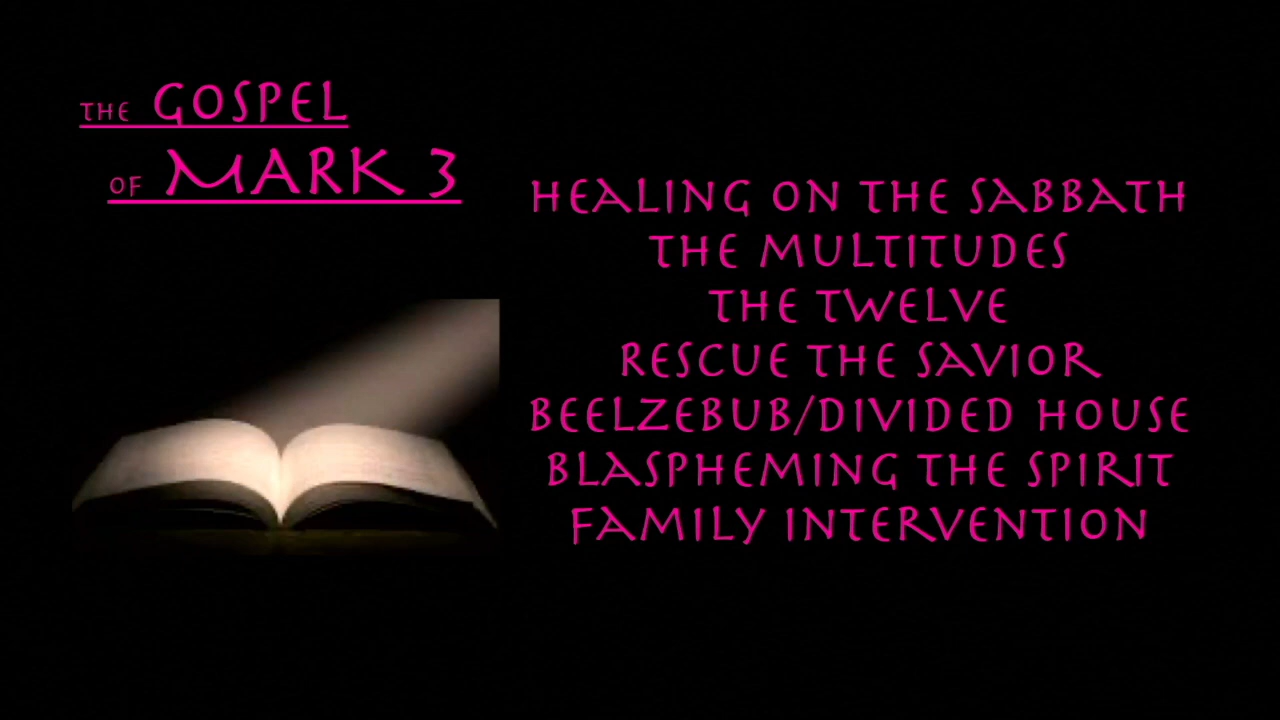 THE GOSPEL
OF MARK 3
HEALING ON THE SABBATH
THE MULTITUDES
THE TWELVE
RESCUE THE SAVIOR
BEELZEBUB/DIVIDED HOUSE
BLASPHEMING THE SPIRIT
FAMILY INTERVENTION